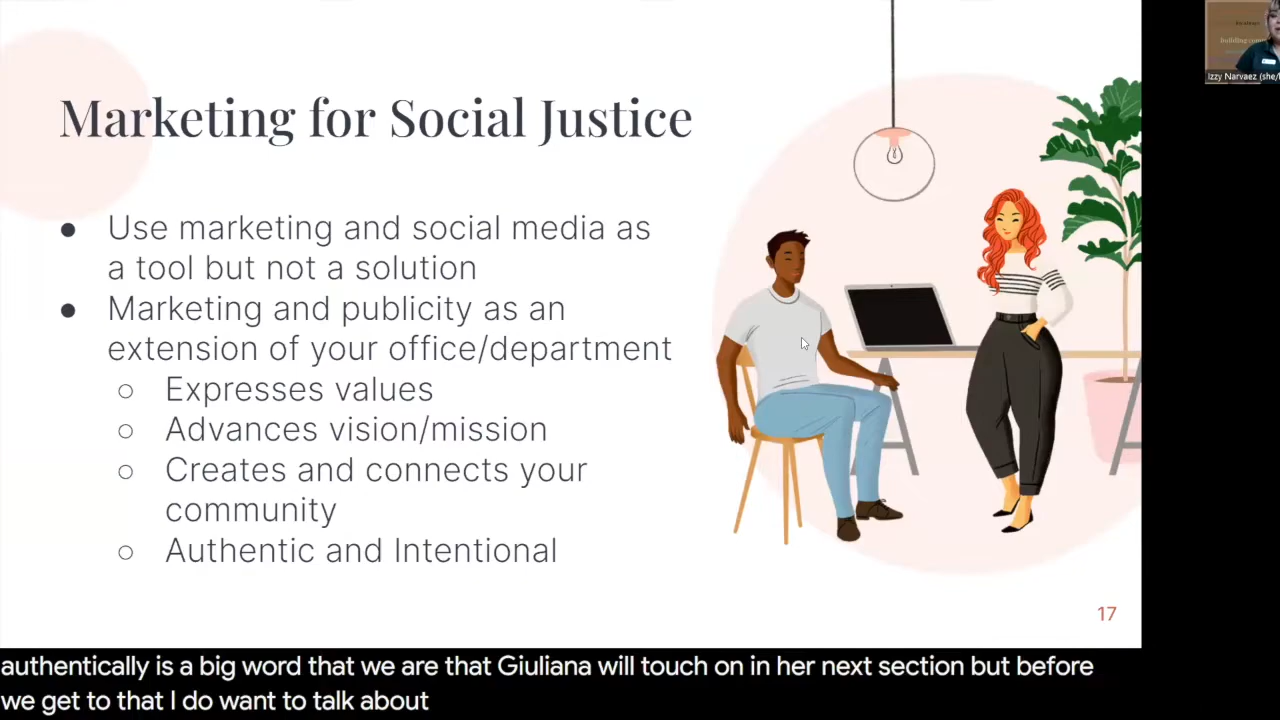 Marketing for Social Justice
● Use marketing and social media as
a tool but not a solution
● Marketing and publicity as an
extension of your office/department
○ Expresses values
○ Advances vision/mission
○ Creates and connects your
community
○ Authentic and Intentional
17
Izzy Narvaez (she/
authentically is a big word that we are that Giuliana will touch on in her next section but before
we get to that I do want to talk about